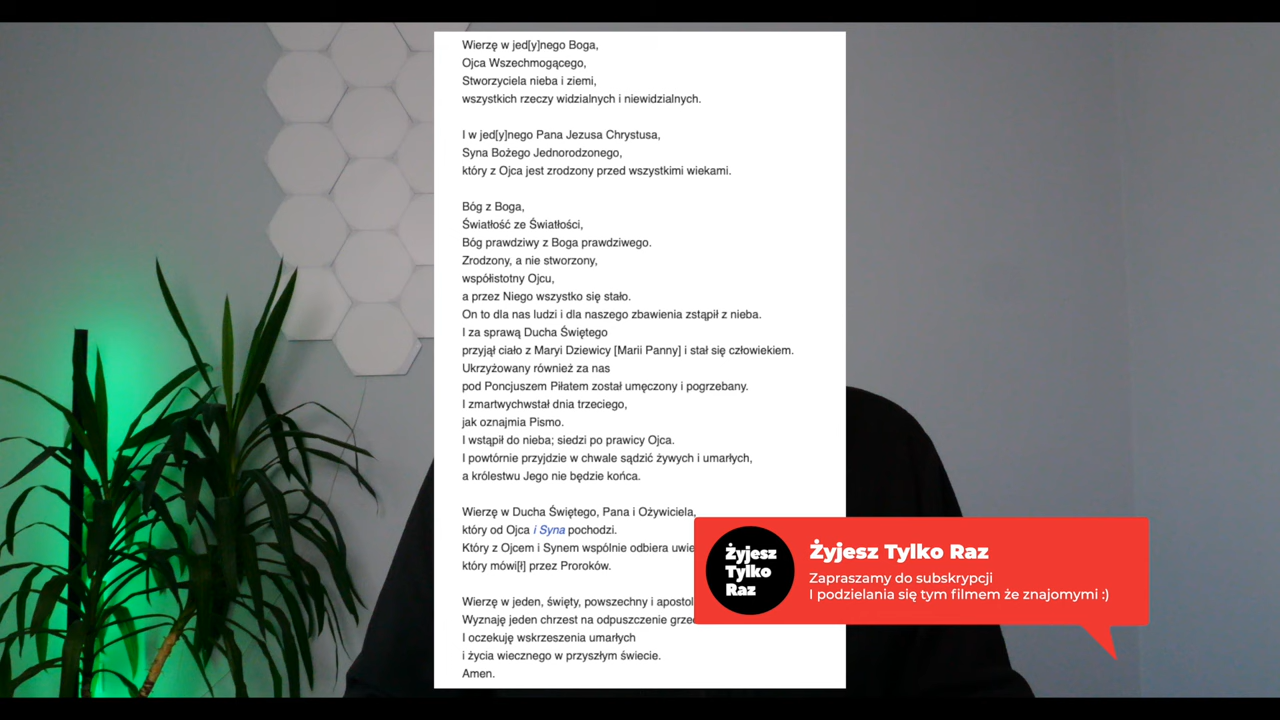 Wierzę w jed[y]nego Boga,
Ojca Wszechmogącego,
Stworzyciela nieba i ziemi,
wszystkich rzeczy widzialnych i niewidzialnych.
I w jed[y]nego Pana Jezusa Chrystusa,
Syna Bożego Jednorodzonego,
który z Ojca jest zrodzony przed wszystkimi wiekami.
Bóg z Boga,
Światłość ze Światłości,
Bóg prawdziwy z Boga prawdziwego.
Zrodzony, a nie stworzony,
współistotny Ojcu,
a przez Niego wszystko się stało.
On to dla nas ludzi i dla naszego zbawienia zstąpił z nieba.
I za sprawą Ducha Świętego
przyjął ciało z Maryi Dziewicy [Marii Panny] i stał się człowiekiem.
Ukrzyżowany również za nas
pod Poncjuszem Piłatem został umęczony i pogrzebany.
I zmartwychwstał dnia trzeciego,
jak oznajmia Pismo.
I wstąpił do nieba; siedzi po prawicy Ojca.
I powtórnie przyjdzie w chwale sądzić żywych i umarłych,
a królestwu Jego nie będzie końca.
Wierzę w Ducha Świętego, Pana i Ożywiciela,
który od Ojca i Syna pochodzi.
Który z Ojcem i Synem wspólnie odbiera
który mówi[ł] przez Proroków.
Wierzę w jeden, święty, powszechny i
Wyznaję jeden chrzest na odpuszczenie
I oczekuję wskrzeszenia umarłych
i życia wiecznego w przyszłym świecie.
Amen.
Żyjesz
Tylko
Raz
Żyjesz Tylko Raz
Zapraszamy do subskrypcji
I podzielania się tym filmem że znajomymi :)